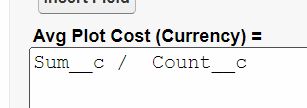 Insert Field
Avg Plot Cost (Currency) =
Sum__c /  Count__c